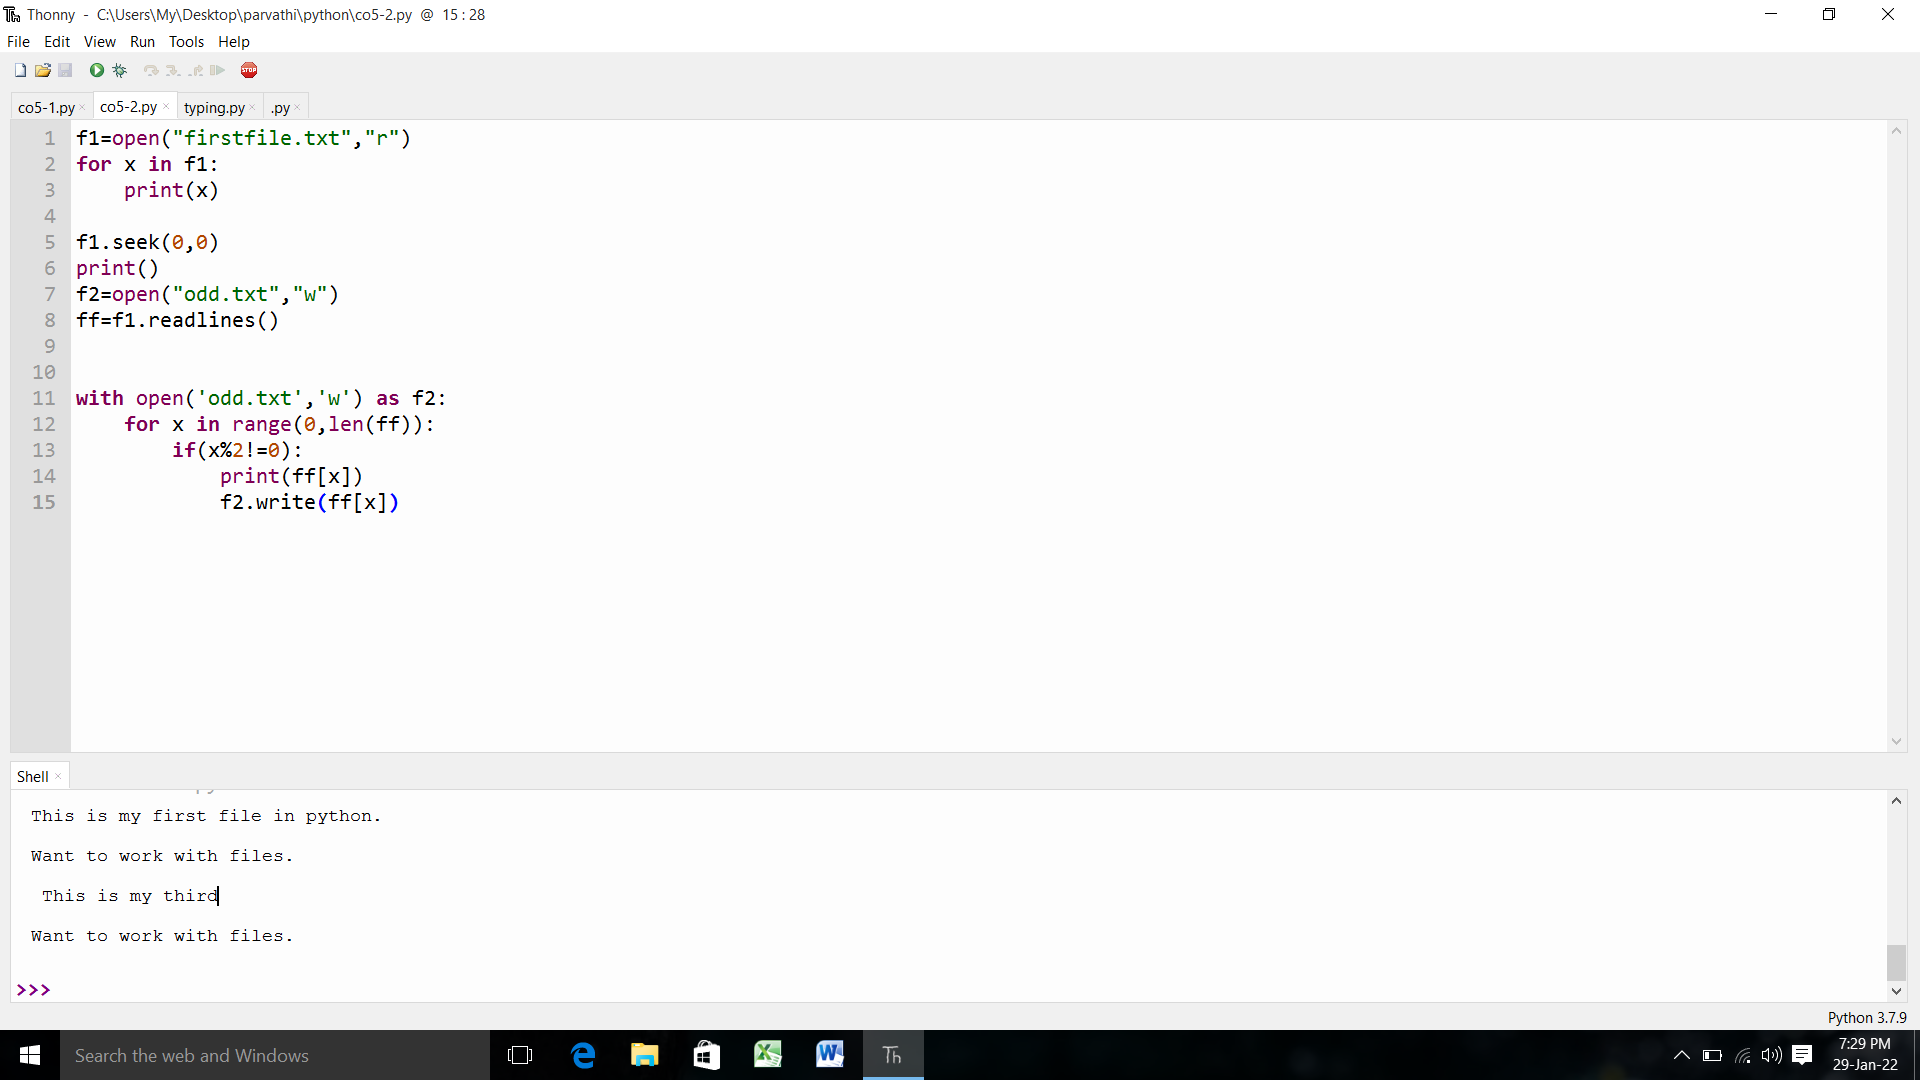 Thonny - C:\Users\My\Desktop\parvathi\python\co5-2.py @ 15 : 28
File Edit View Run Tools Help
STOP
co5-1.py × co5-2.py × typing.py × .py ×
1 f1=open("firstfile.txt","r")
2 for x in f1:
3     print(x)
4
5 f1.seek(0,0)
6 print()
7 f2=open("odd.txt","w")
8 ff=f1.readlines()
9
10
11 with open('odd.txt','w') as f2:
12     for x in range(0,len(ff)):
13         if(x%2!=0):
14             print(ff[x])
15             f2.write(ff[x])
Shell ×
This is my first file in python.
Want to work with files.
 This is my third
Want to work with files.
>>>
Python 3.7.9
Search the web and Windows
Th
7:29 PM
29-Jan-22